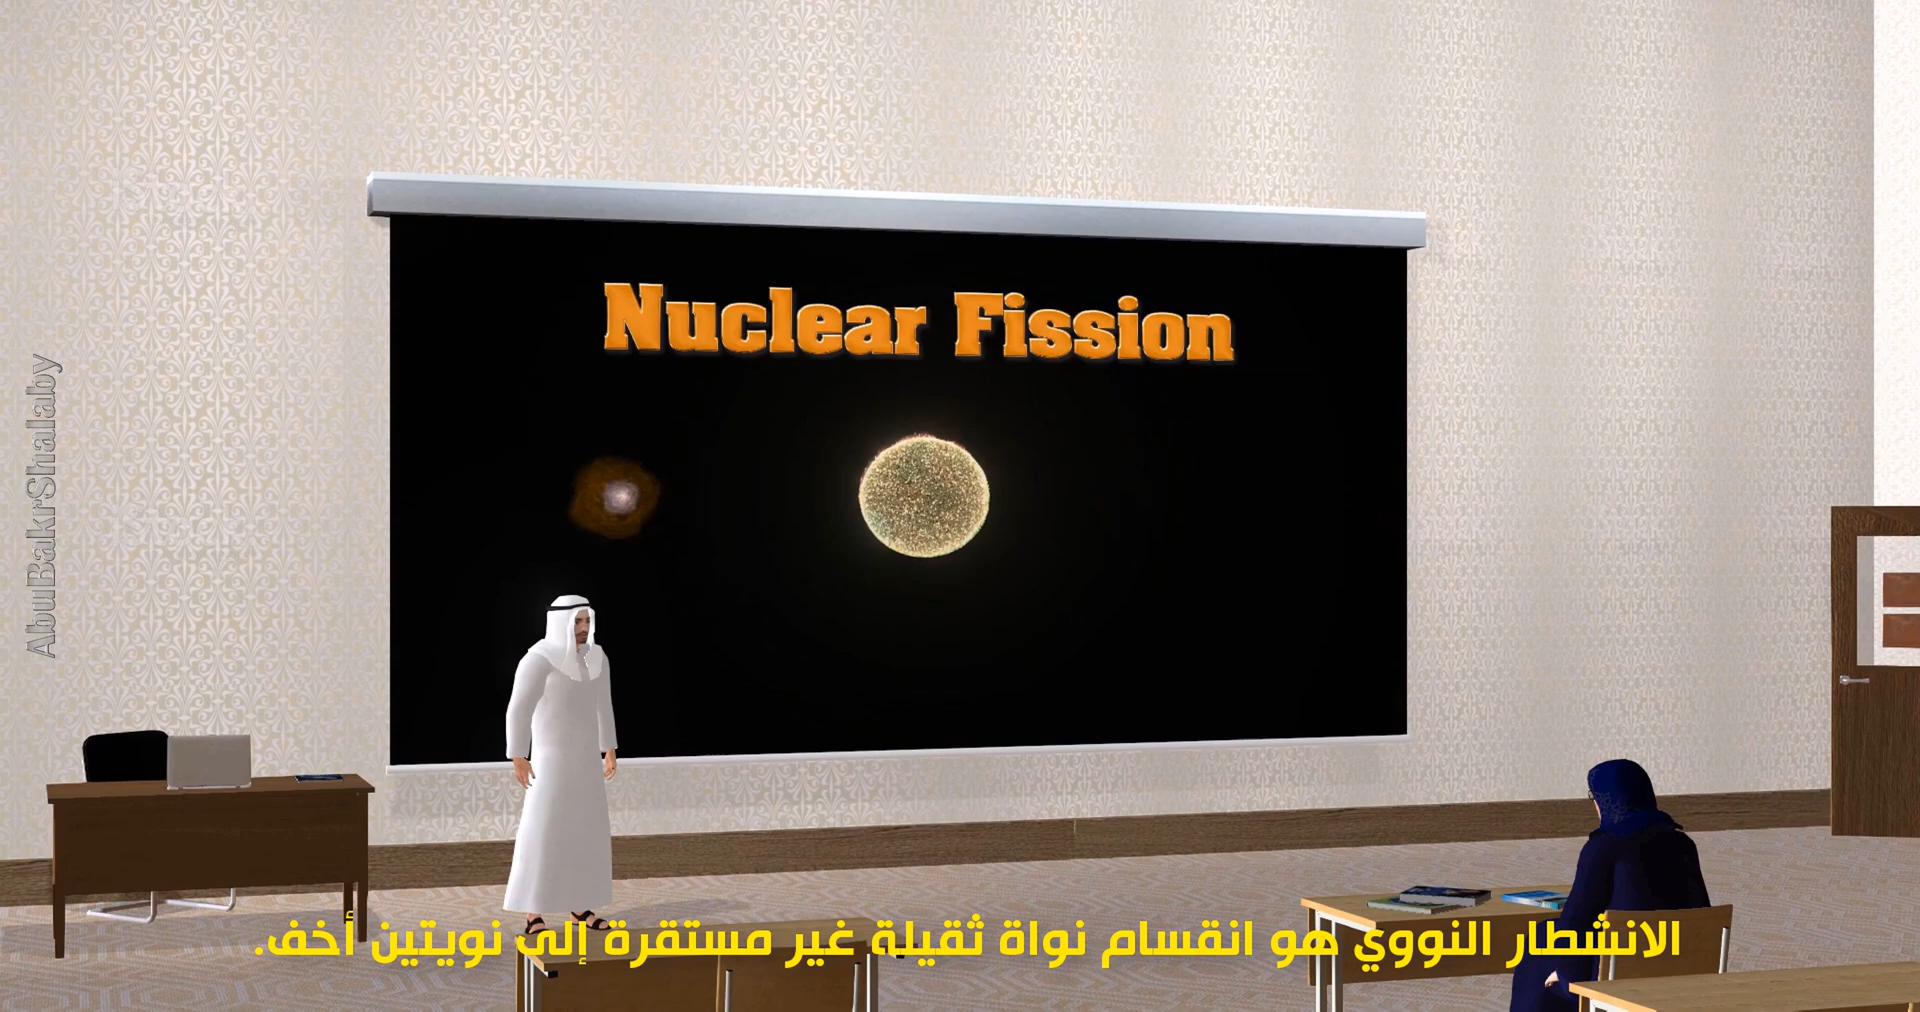 Nuclear Fission
AbuBakrShalaby
الانشطار النووي هو انقسام نواة ثقيلة غير مستقرة إلى نويتين أخف.